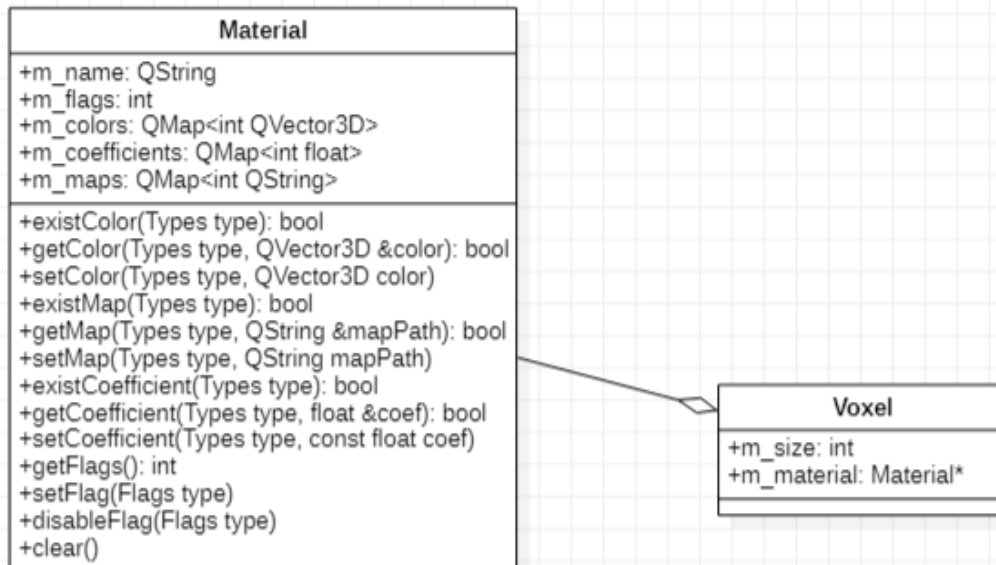 Material
+m_name: QString
+m_flags: int
+m_colors: QMap<int QVector3D>
+m_coefficients: QMap<int float>
+m_maps: QMap<int QString>
+existColor(Types type): bool
+getColor(Types type, QVector3D &color): bool
+setColor(Types type, QVector3D color)
+existMap(Types type): bool
+getMap(Types type, QString &mapPath): bool
+setMap(Types type, QString mapPath)
+existCoefficient(Types type): bool
+getCoefficient(Types type, float &coef): bool
+setCoefficient(Types type, const float coef)
+getFlags(): int
+setFlag(Flags type)
+disableFlag(Flags type)
+clear()
Voxel
+m_size: int
+m_material: Material*